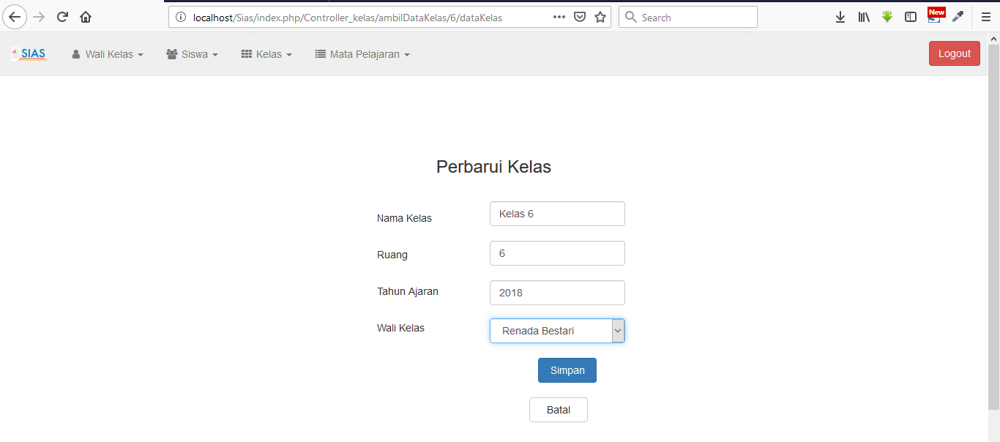 localhost/Sias/index.php/Controller_kelas/ambilDataKelas/6/dataKelas
Search
New
SIAS
Wali Kelas
Siswa
Kelas
Mata Pelajaran
Logout
Perbarui Kelas
Nama Kelas
Kelas 6
Ruang
6
Tahun Ajaran
2018
Wali Kelas
Renada Bestari
Simpan
Batal